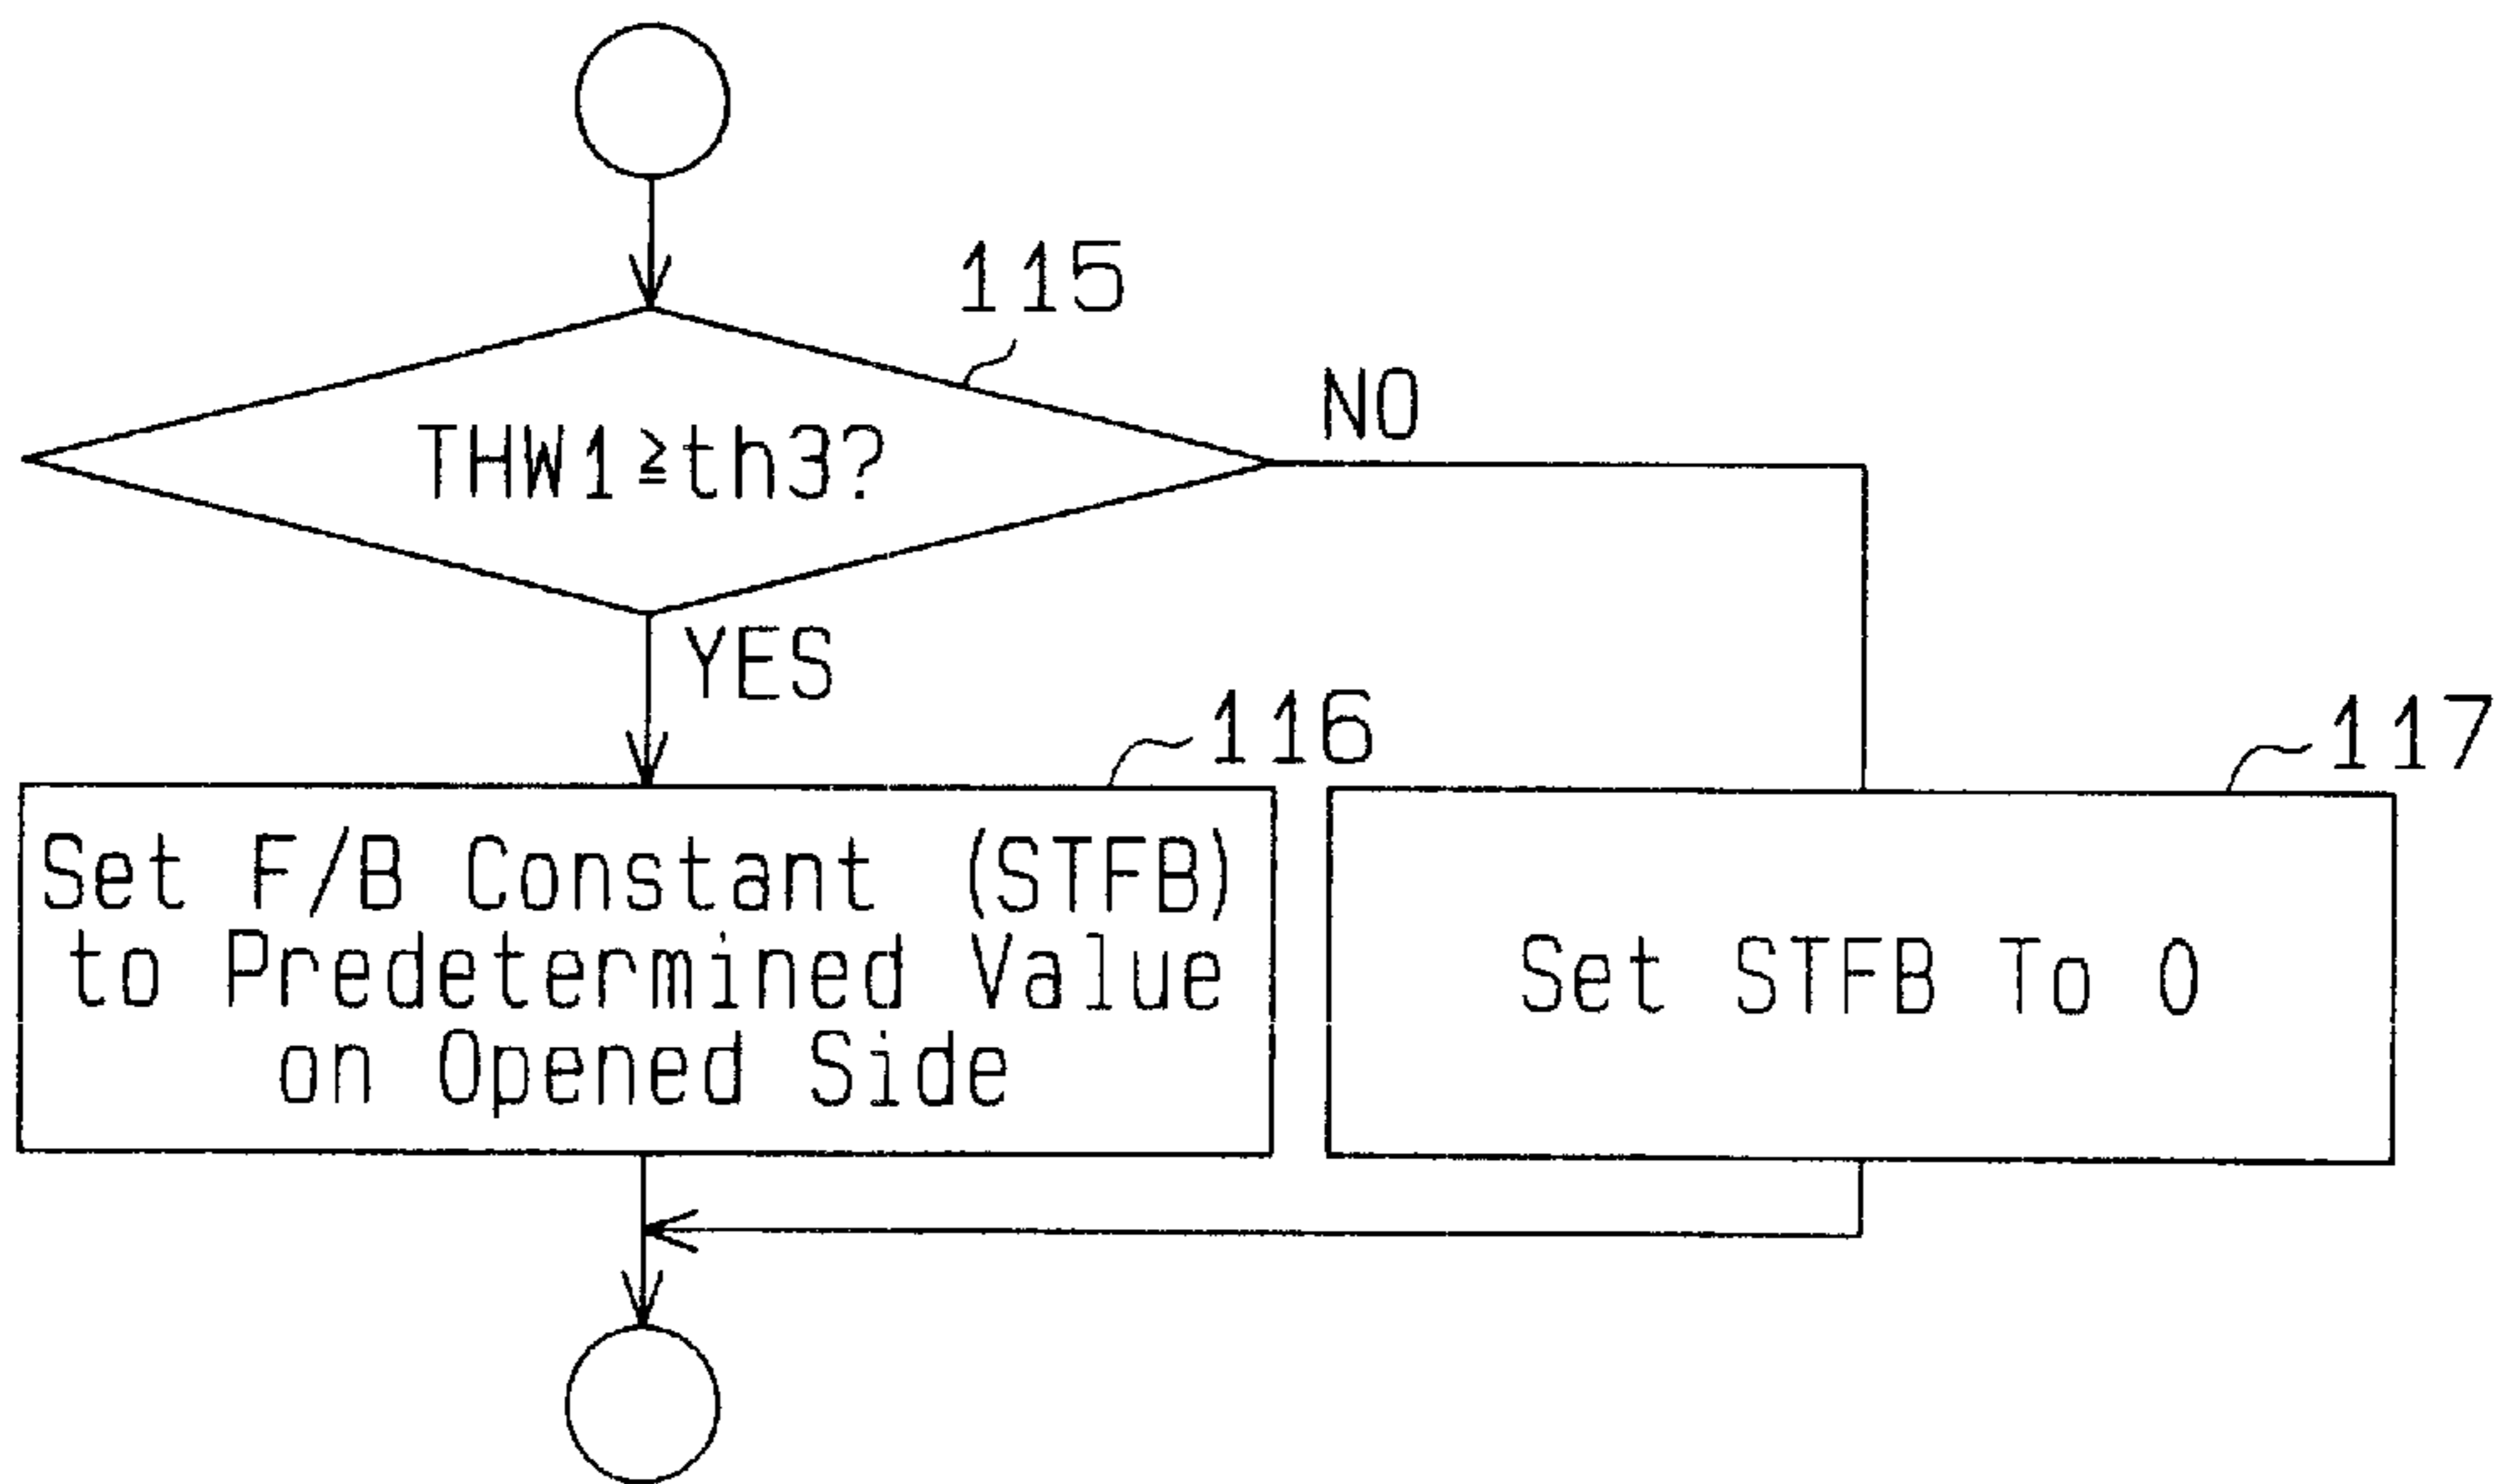 115
NO
THW1≧th3?
YES
116
117
Set F/B Constant (STFB)
to Predetermined Value
on Opened Side
Set STFB To 0